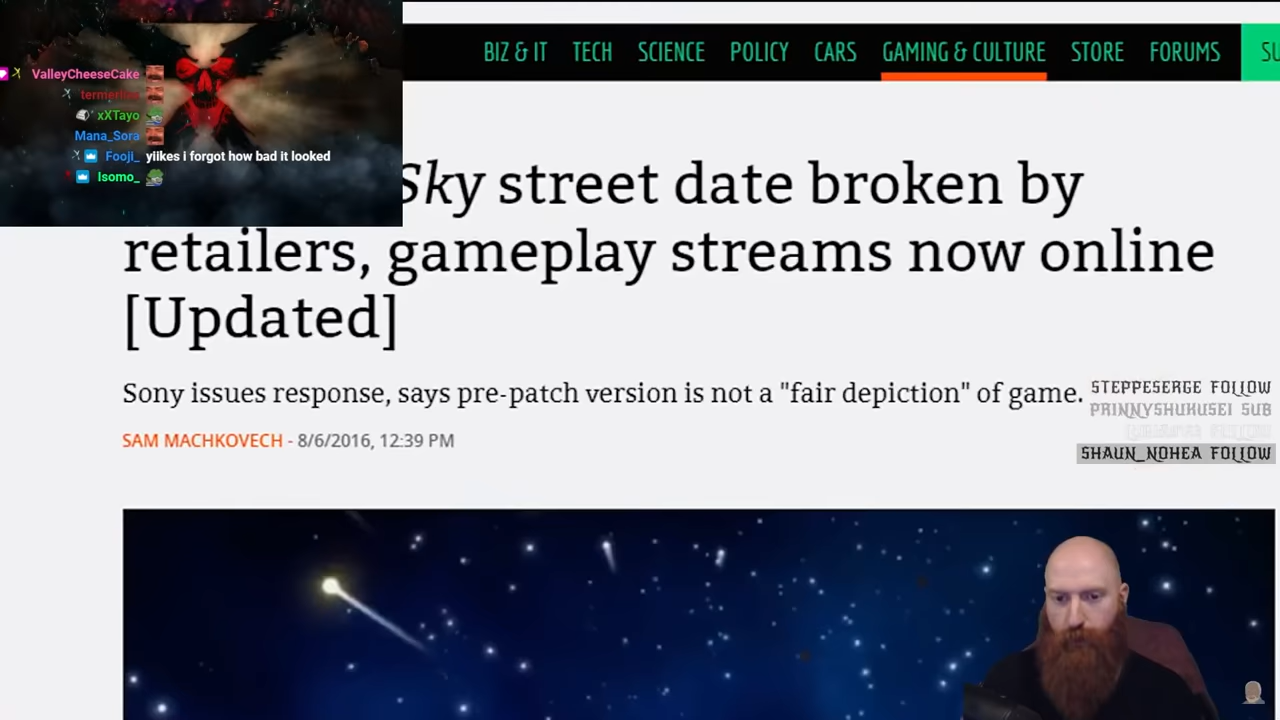 BIZ & IT TECH SCIENCE POLICY CARS GAMING & CULTURE STORE FORUMS
ValleyCheeseCake
termerinos
xXTayo
Mana_Sora
Fooji_ yiikes i forgot how bad it looked
Isomo_
Sky street date broken by
retailers, gameplay streams now online
[Updated]
Sony issues response, says pre-patch version is not a "fair depiction" of game.
SAM MACHKOVECH - 8/6/2016, 12:39 PM
STEPPESERGE FOLLOW
PRINNYSHUKUSEI SUB
SHAUN_NOHEA FOLLOW